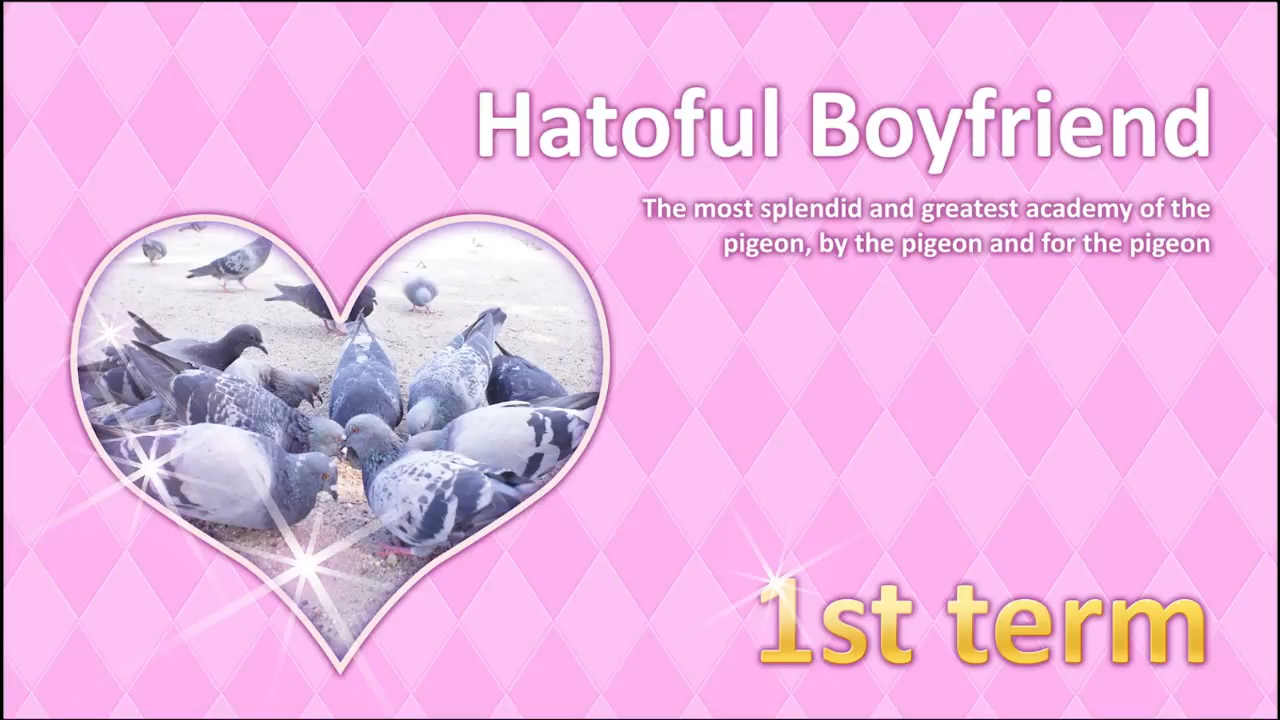 Hatoful Boyfriend
The most splendid and greatest academy of the
pigeon, by the pigeon and for the pigeon
1st term